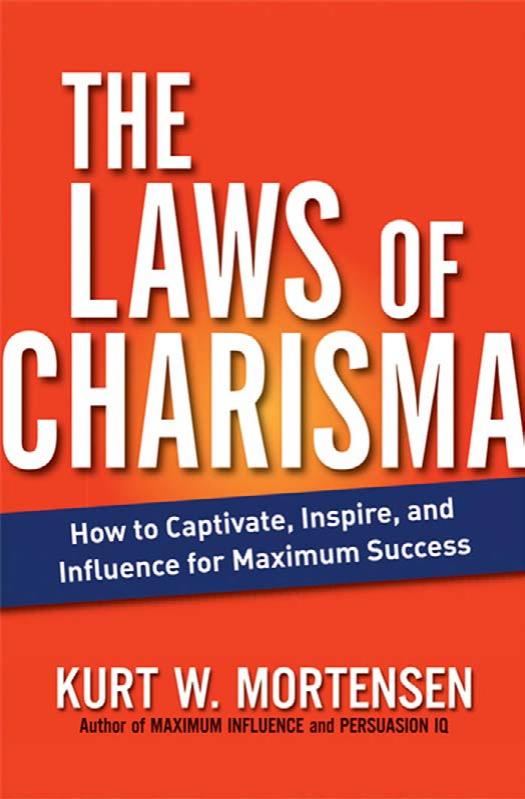 THE
LAWS OF
CHARISMA
How to Captivate, Inspire, and
Influence for Maximum Success
KURT W. MORTENSEN
Author of MAXIMUM INFLUENCE and PERSUASION IQ